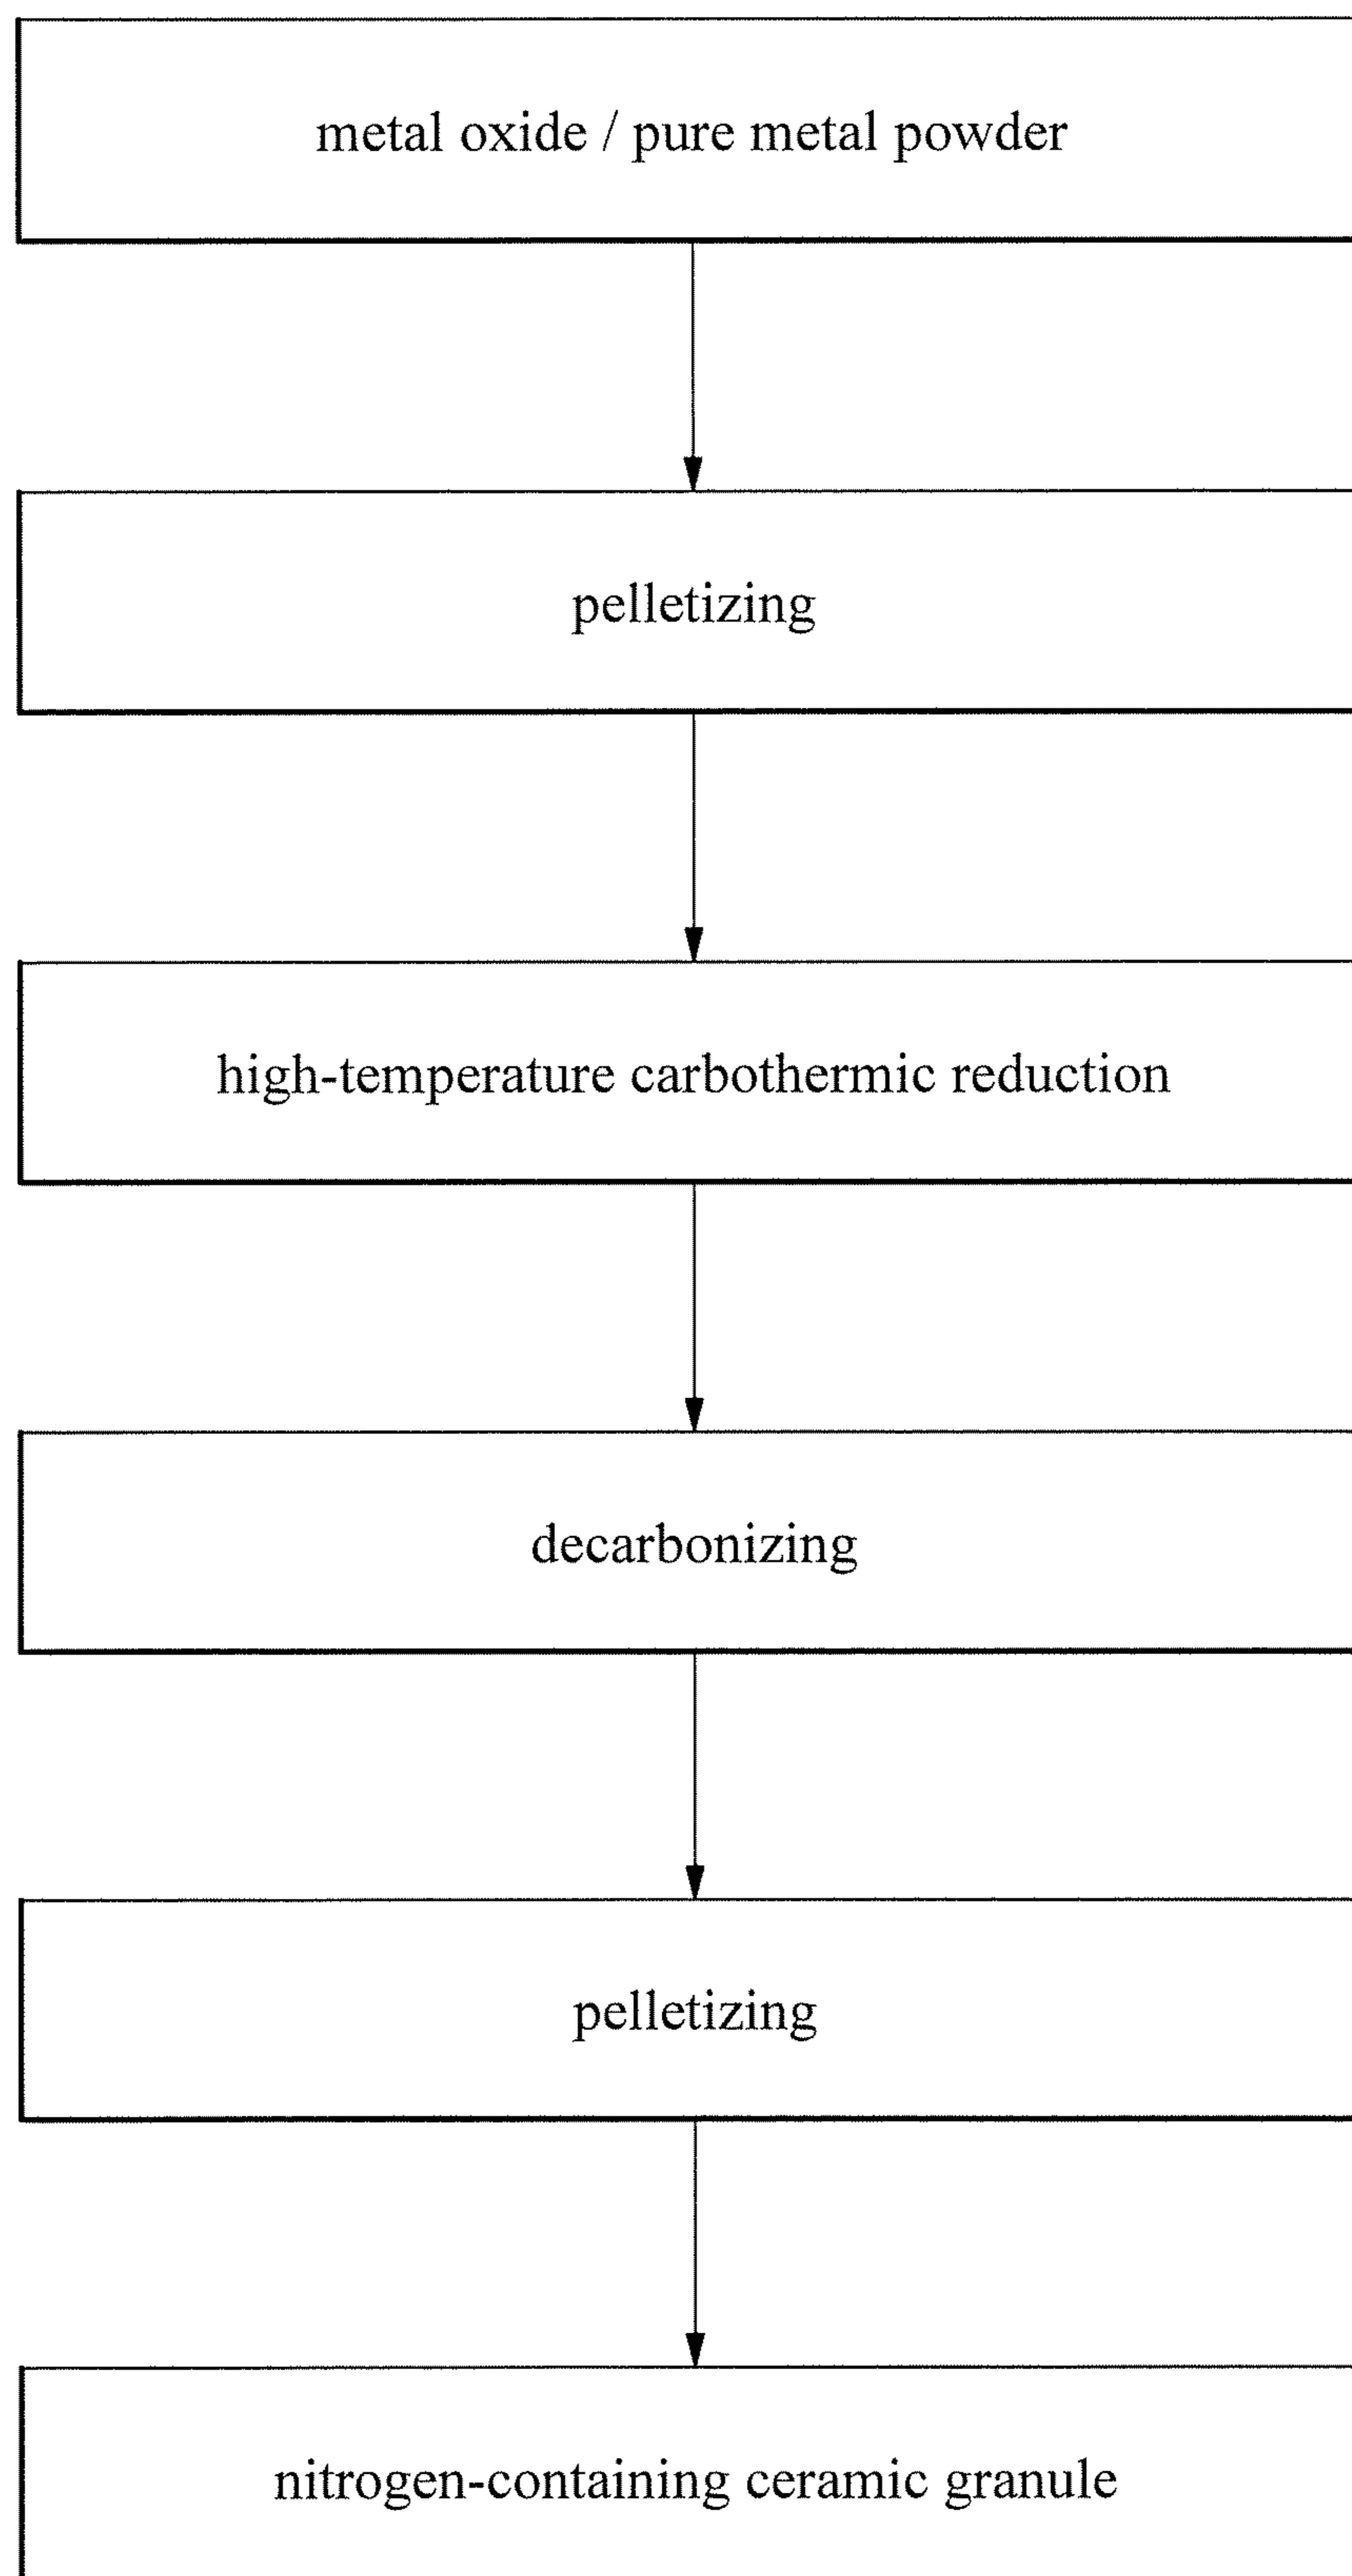 metal oxide / pure metal powder
pelletizing
high-temperature carbothermic reduction
decarbonizing
pelletizing
nitrogen-containing ceramic granule